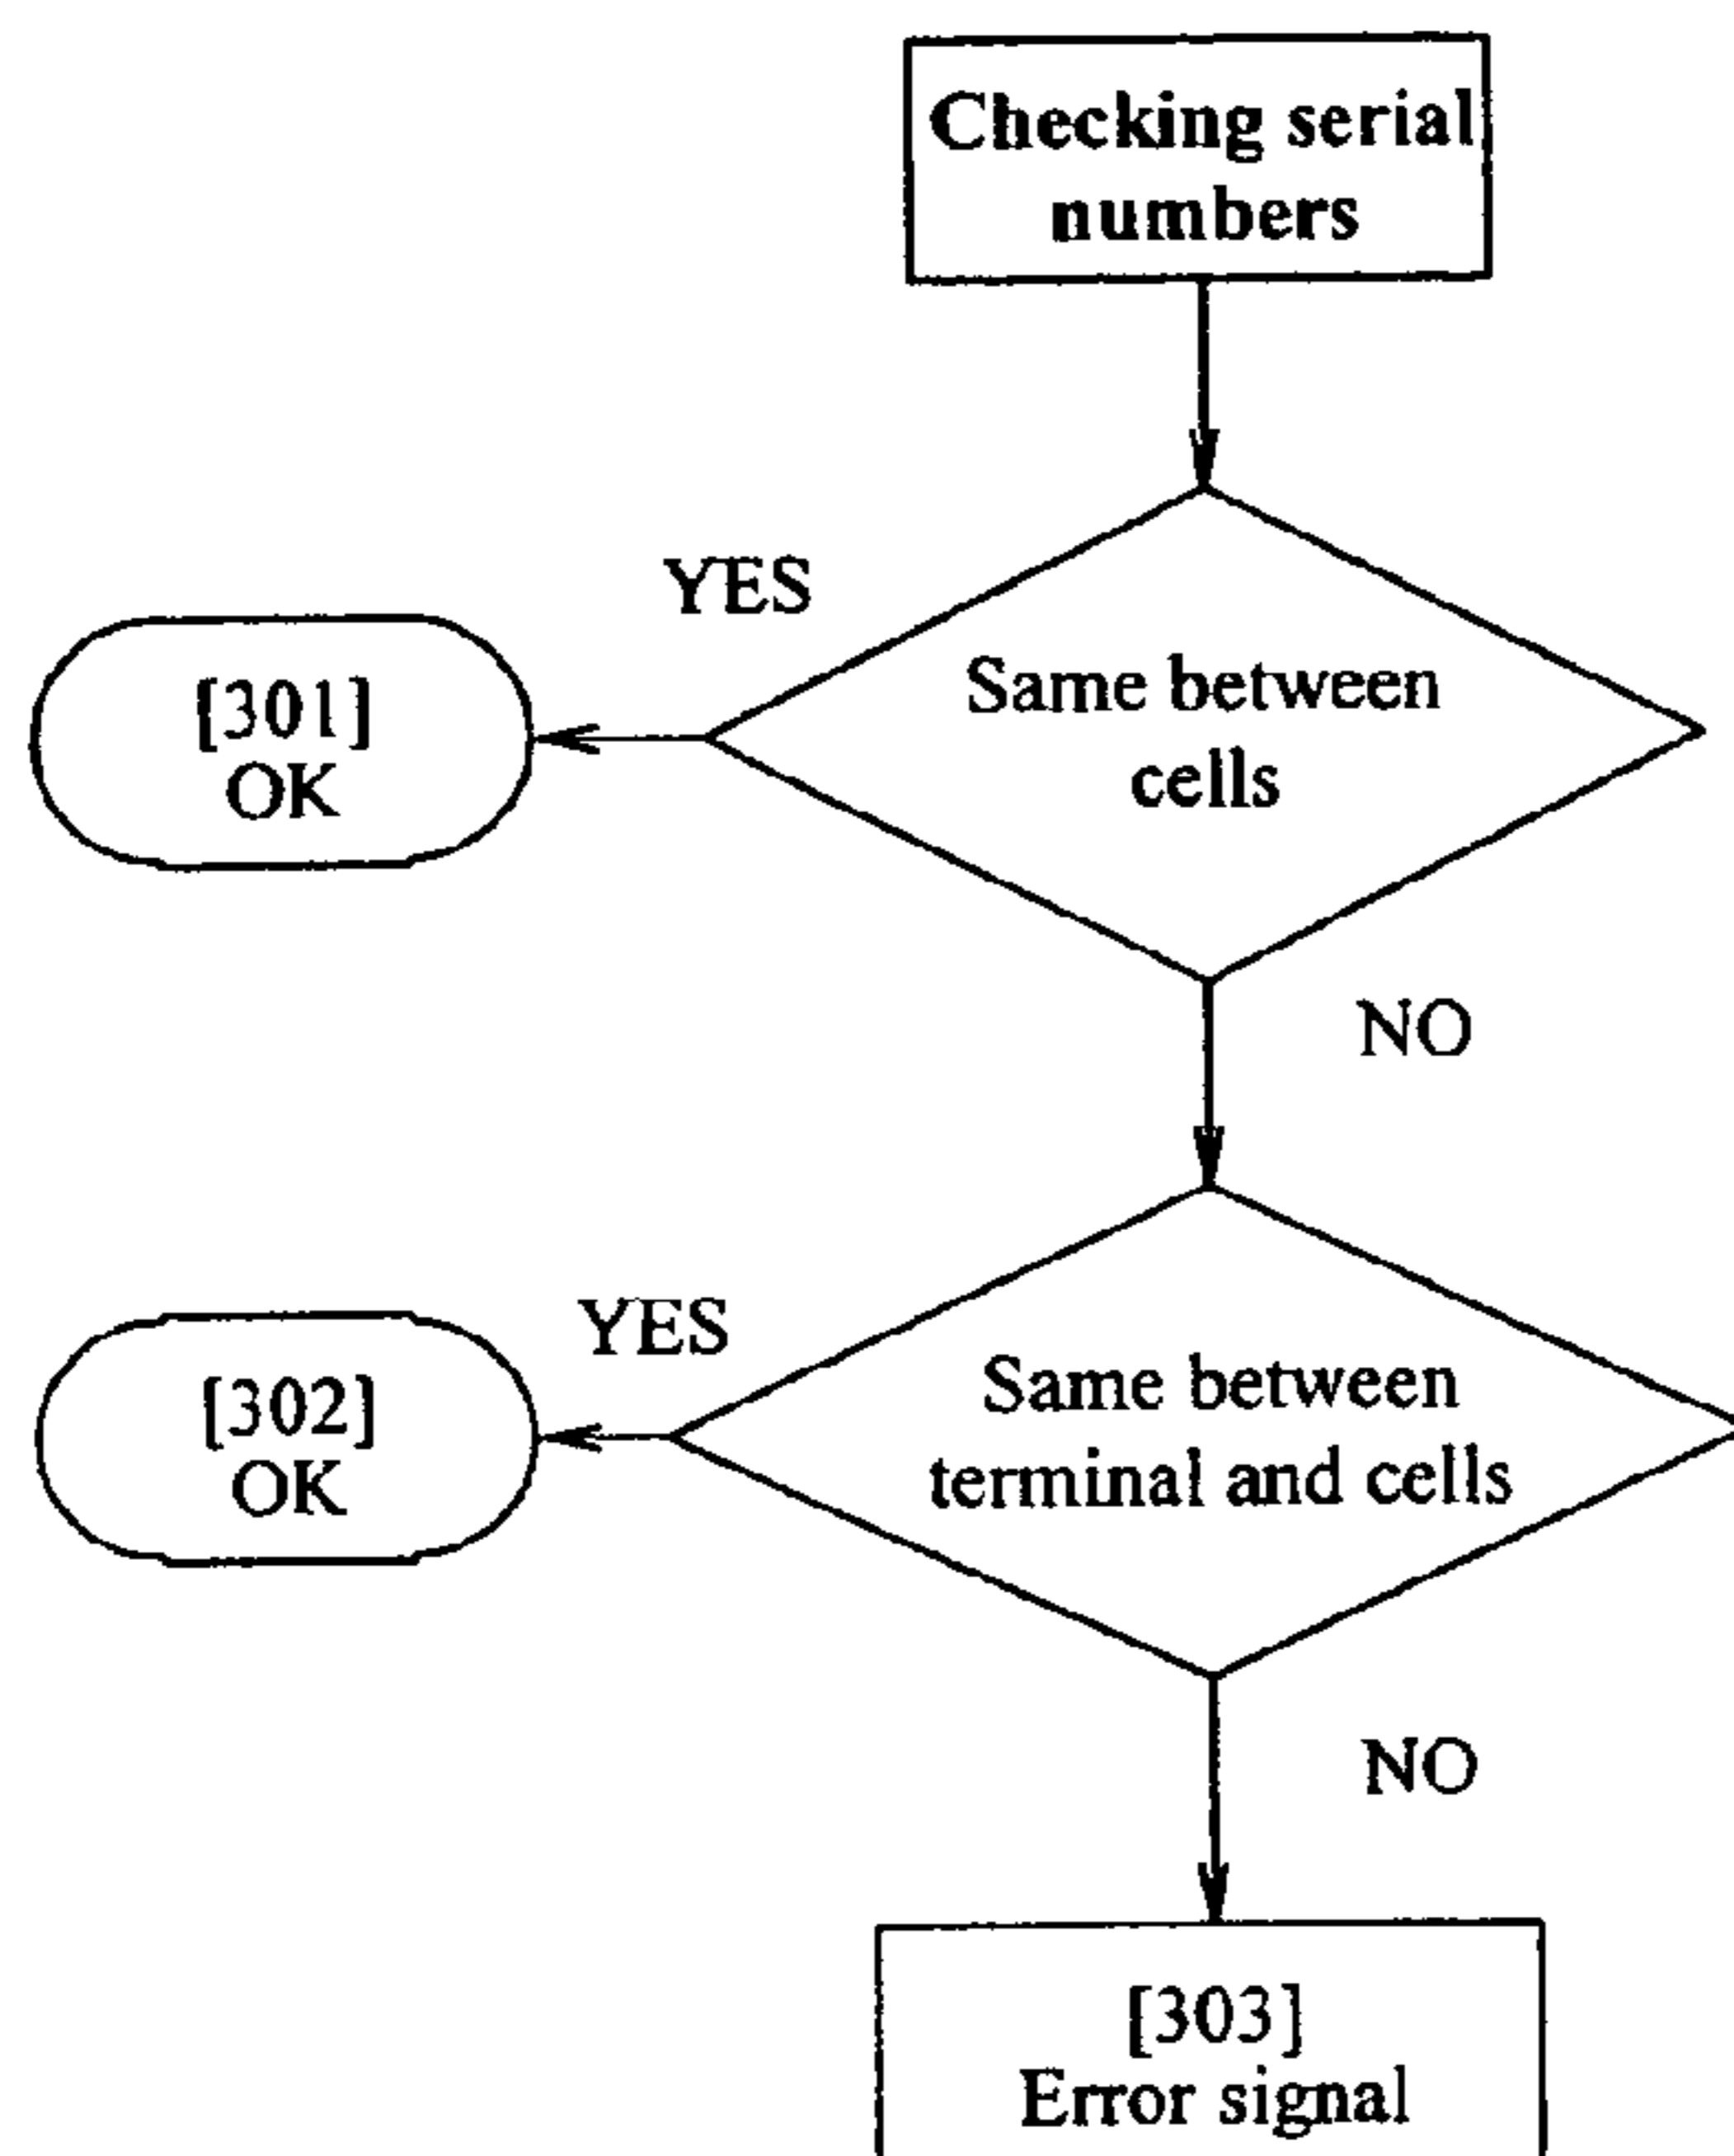 Checking serial
numbers
YES
Same between
cells
[301]
OK
NO
YES
Same between
terminal and cells
[302]
OK
NO
[303]
Error signal